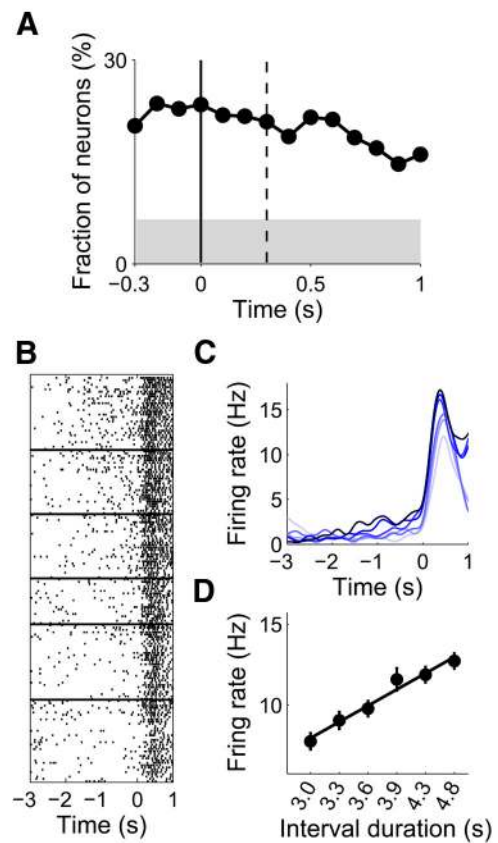 A
Fraction of neurons (%)
30
0
−0.3
0
0.5
1
Time (s)
B
−3
−2
−1
0
1
Time (s)
C
Firing rate (Hz)
15
10
5
0
−3
−2
−1
0
1
Time (s)
D
Firing rate (Hz)
15
10
3.0
3.3
3.6
3.9
4.3
4.8
Interval duration (s)